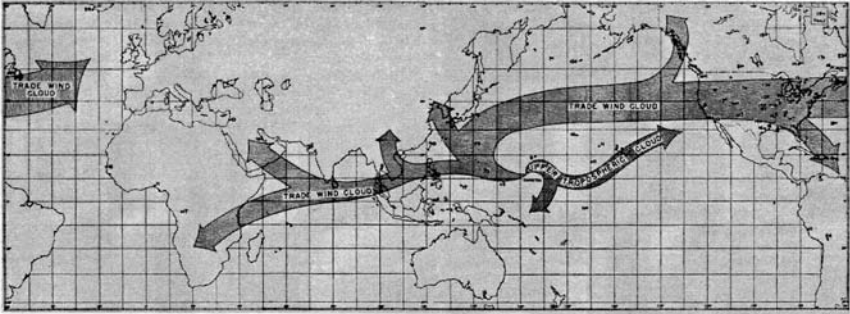 TRADE WIND
CLOUD
TRADE WIND CLOUD
TRADE WIND CLOUD
UPPER TROPOSPHERIC CLOUD